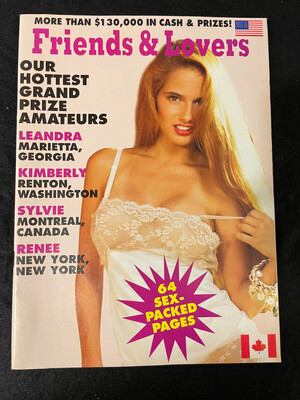 MORE THAN $130,000 IN CASH & PRIZES!
Friends & Lovers
OUR
HOTTEST
GRAND
PRIZE
AMATEURS
LEANDRA
MARIETTA,
GEORGIA
KIMBERLY
RENTON,
WASHINGTON
SYLVIE
MONTREAL,
CANADA
RENEE
NEW YORK,
NEW YORK
64
SEX-
PACKED
PAGES